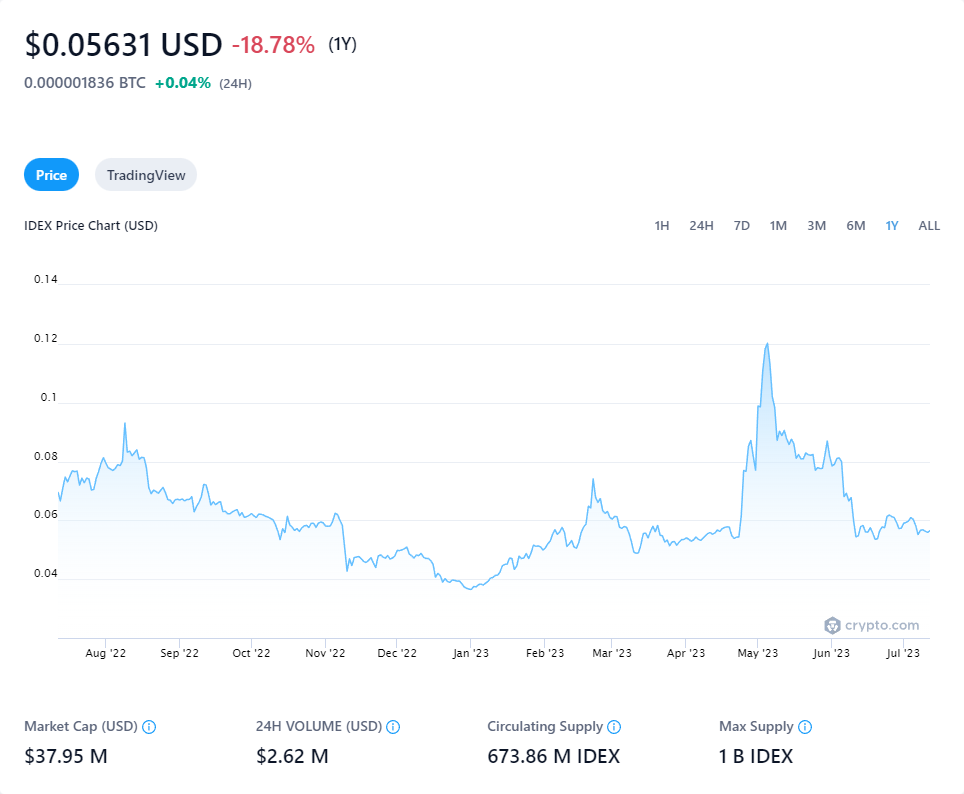 $0.05631 USD -18.78% (1Y)
0.000001836 BTC +0.04% (24H)
Price TradingView
IDEX Price Chart (USD) 1H 24H 7D 1M 3M 6M 1Y ALL
0.14
0.12
0.1
0.08
0.06
0.04
crypto.com
Aug '22 Sep '22 Oct '22 Nov '22 Dec '22 Jan '23 Feb '23 Mar '23 Apr '23 May '23 Jun '23 Jul '23
Market Cap (USD) 24H VOLUME (USD) Circulating Supply Max Supply
$37.95 M $2.62 M 673.86 M IDEX 1 B IDEX